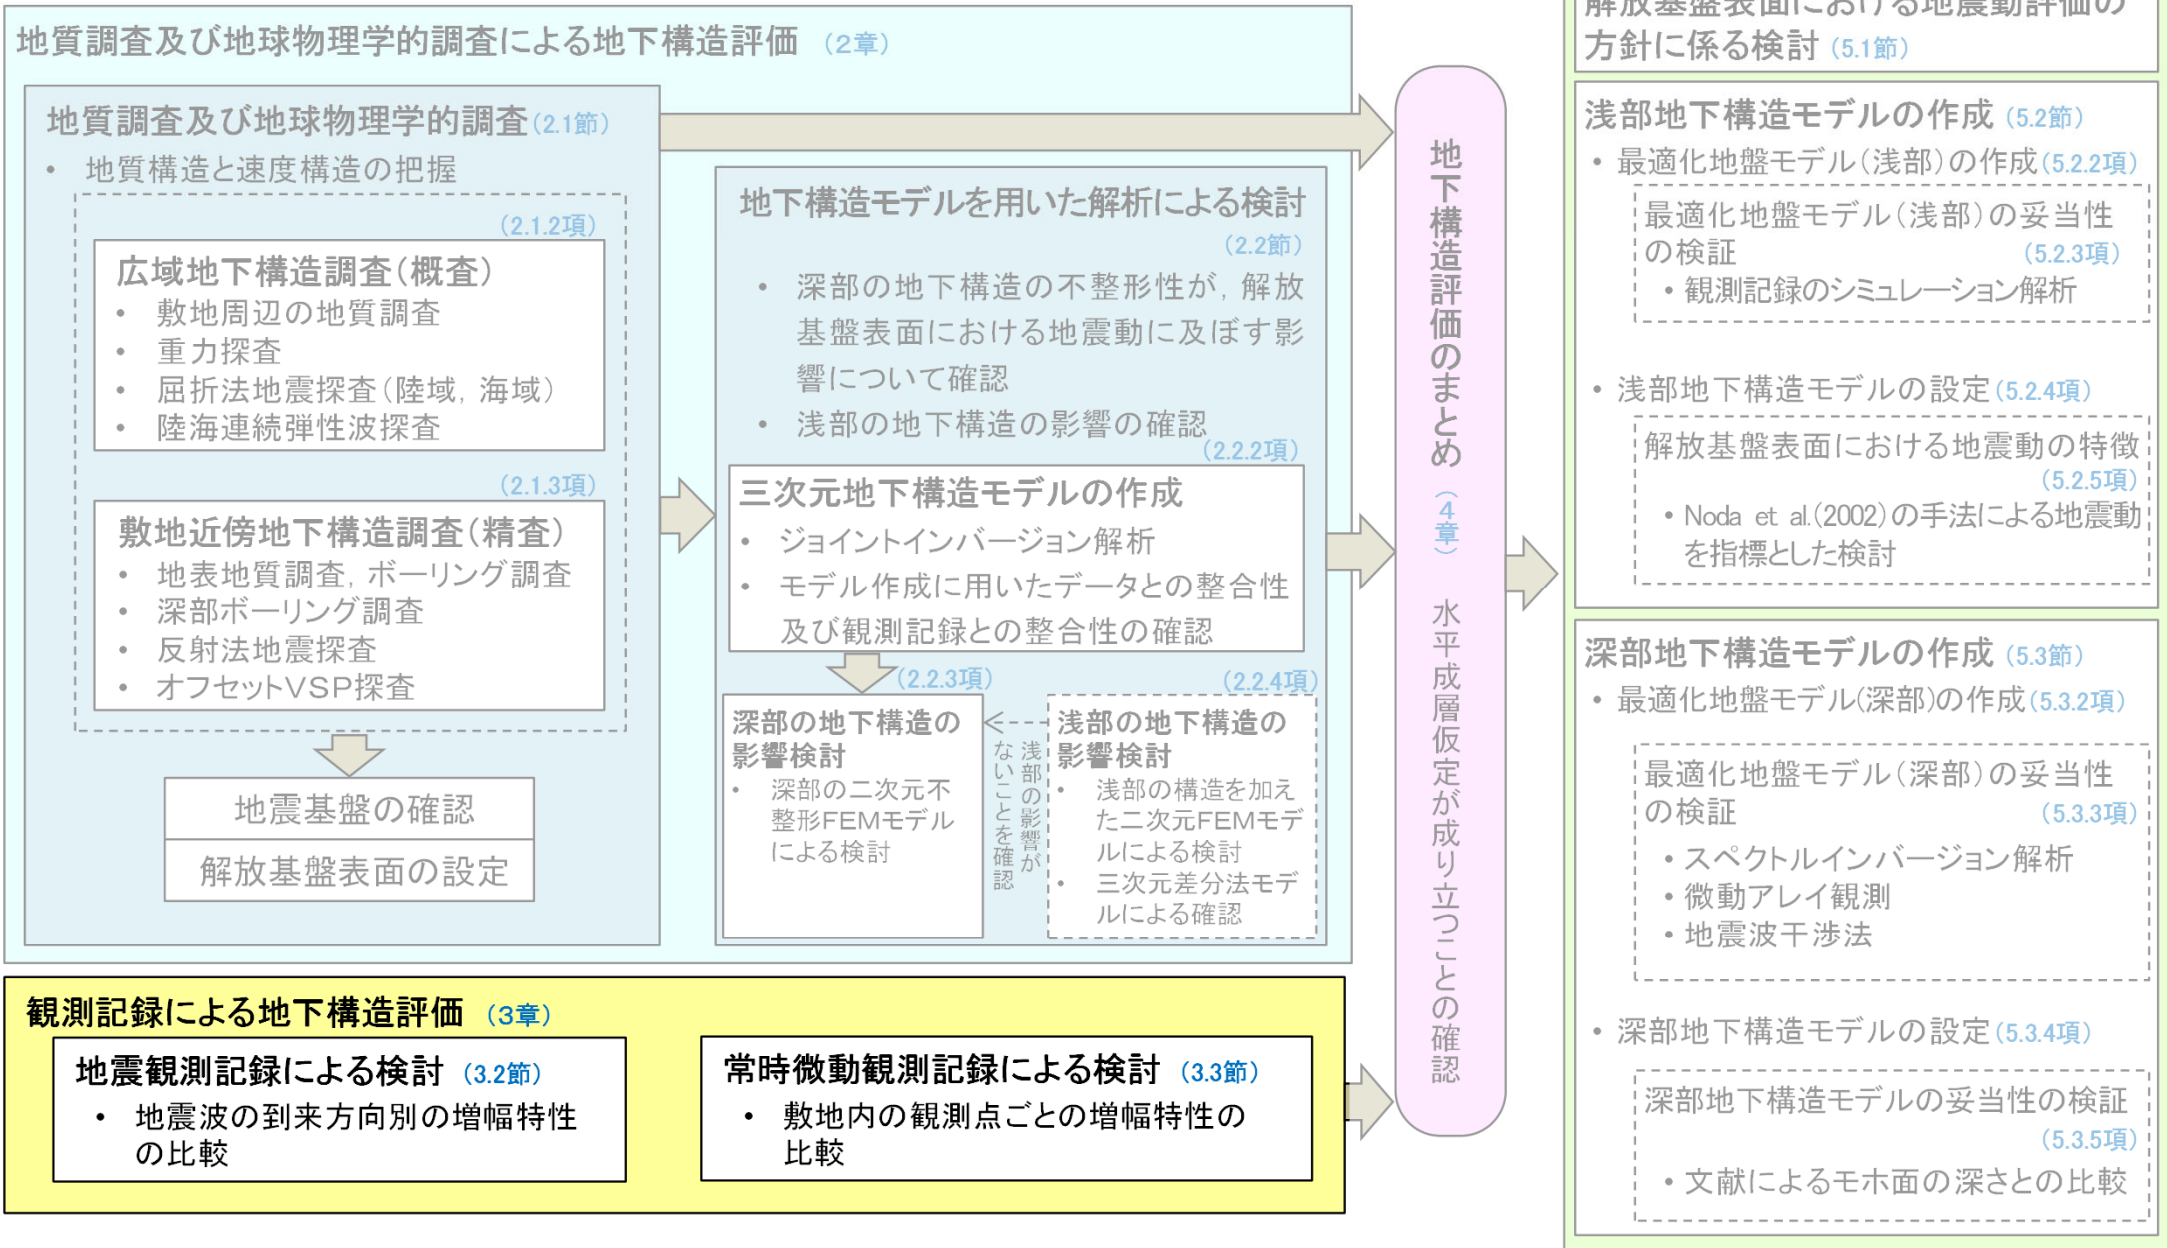 地質調査及び地球物理学的調査による地下構造評価 （2章）
地質調査及び地球物理学的調査(2.1節)
• 地質構造と速度構造の把握
（2.1.2項）
広域地下構造調査（概査）
• 敷地周辺の地質調査
• 重力探査
• 屈折法地震探査（陸域，海域）
• 陸海連続弾性波探査
（2.1.3項）
敷地近傍地下構造調査（精査）
• 地表地質調査，ボーリング調査
• 深部ボーリング調査
• 反射法地震探査
• オフセットVSP探査
地震基盤の確認
解放基盤表面の設定
地下構造モデルを用いた解析による検討
（2.2節）
• 深部の地下構造の不整形性が，解放
基盤表面における地震動に及ぼす影
響について確認
• 浅部の地下構造の影響の確認
（2.2.2項）
三次元地下構造モデルの作成
• ジョイントインバージョン解析
• モデル作成に用いたデータとの整合性
及び観測記録との整合性の確認
（2.2.3項）
深部の地下構造の
影響検討
• 深部の二次元不
整形FEMモデル
による検討
浅部の影響が
ないことを確認
（2.2.4項）
浅部の地下構造の
影響検討
• 浅部の構造を加え
た二次元FEMモデ
ルによる検討
• 三次元差分法モデ
ルによる確認
観測記録による地下構造評価 （3章）
地震観測記録による検討 （3.2節）
• 地震波の到来方向別の増幅特性
の比較
常時微動観測記録による検討 （3.3節）
• 敷地内の観測点ごとの増幅特性の
比較
地下構造評価のまとめ（4章） 水平成層仮定が成り立つことの確認
解放基盤表面における地震動評価の
方針に係る検討（5.1節）
浅部地下構造モデルの作成（5.2節）
• 最適化地盤モデル（浅部）の作成（5.2.2項）
最適化地盤モデル（浅部）の妥当性
の検証 （5.2.3項）
• 観測記録のシミュレーション解析
• 浅部地下構造モデルの設定（5.2.4項）
解放基盤表面における地震動の特徴
（5.2.5項）
• Noda et al.(2002)の手法による地震動
を指標とした検討
深部地下構造モデルの作成（5.3節）
• 最適化地盤モデル(深部)の作成（5.3.2項）
最適化地盤モデル（深部）の妥当性
の検証 （5.3.3項）
• スペクトルインバージョン解析
• 微動アレイ観測
• 地震波干渉法
• 深部地下構造モデルの設定（5.3.4項）
深部地下構造モデルの妥当性の検証
（5.3.5項）
• 文献によるモホ面の深さとの比較